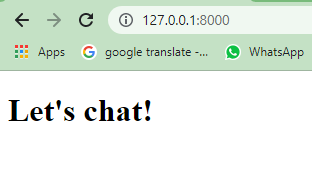 127.0.0.1:8000
Apps google translate -... WhatsApp
Let's chat!